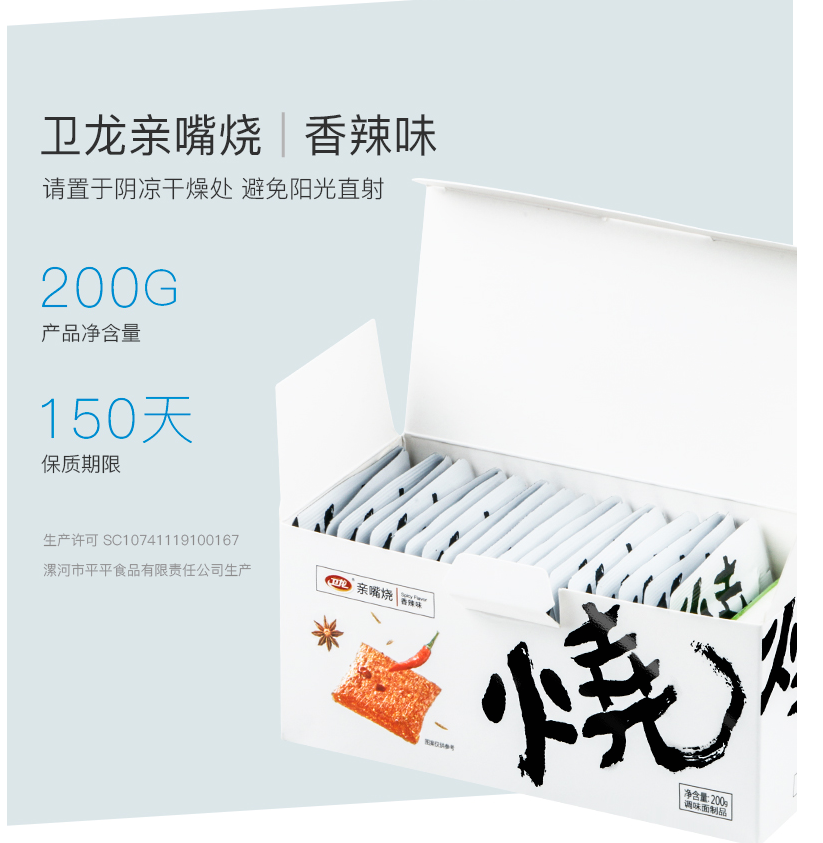 卫龙亲嘴烧 | 香辣味
请置于阴凉干燥处 避免阳光直射
200G
产品净含量
150天
保质期限
生产许可 SC10741119100167
漯河市平平食品有限责任公司生产
卫龙® 亲嘴烧 | Spicy Flavor
香辣味
图案仅供参考
烧
烧
净含量: 200g
调味面制品